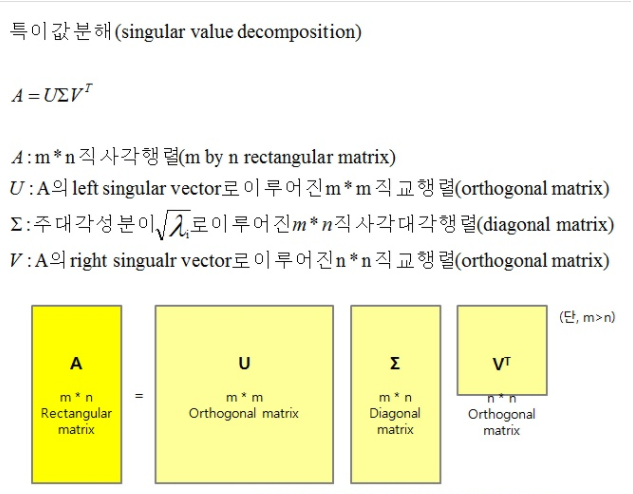 특이값분해(singular value decomposition)
A = UΣV^T
A : m * n 직사각행렬(m by n rectangular matrix)
U : A의 left singular vector로 이루어진 m * m 직교행렬(orthogonal matrix)
Σ : 주대각성분이 √λᵢ로 이루어진 m * n 직사각 대각행렬(diagonal matrix)
V : A의 right singualr vector로 이루어진 n * n 직교행렬(orthogonal matrix)
(단, m>n)
A
m * n
Rectangular
matrix
=
U
m * m
Orthogonal matrix
Σ
m * n
Diagonal
matrix
V^T
n * n
Orthogonal
matrix